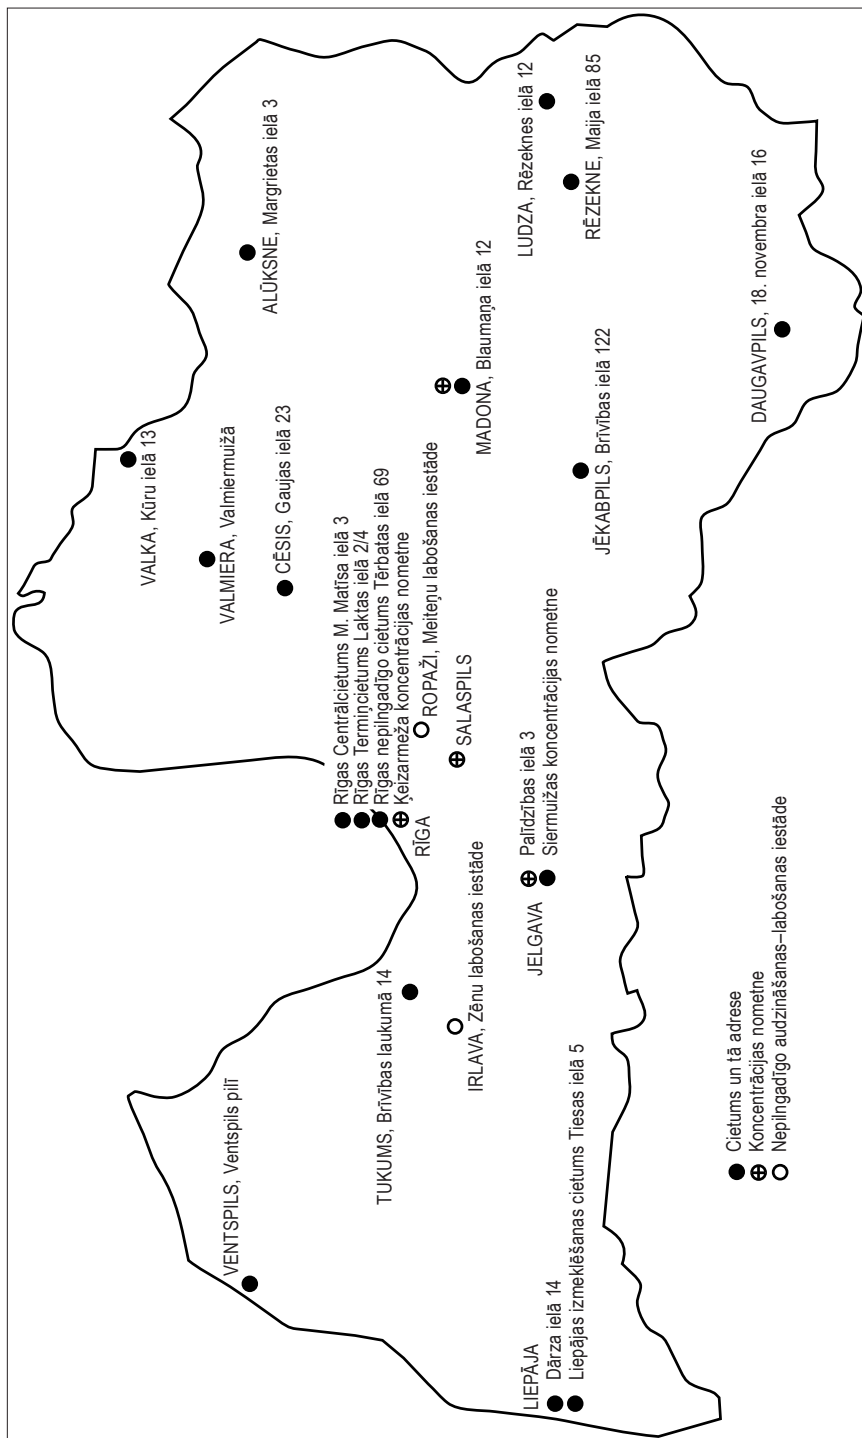 VALKA, Kūru ielā 13
VALMIERA, Valmiermuižā
CĒSIS, Gaujas ielā 23
ALŪKSNE, Margrietas ielā 3
VENTSPILS, Ventspils pilī
Rīgas Centrālcietums M. Matīsa ielā 3
Rīgas Termiņcietums Laktas ielā 2/4
Rīgas nepilngadīgo cietums Tērbatas ielā 69
Ķeizarmeža koncentrācijas nometne
RĪGA
ROPAŽI, Meiteņu labošanas iestāde
SALASPILS
TUKUMS, Brīvības laukumā 14
IRLAVA, Zēnu labošanas iestāde
MADONA, Blaumaņa ielā 12
LUDZA, Rēzeknes ielā 12
RĒZEKNE, Maija ielā 85
JELGAVA
Palīdzības ielā 3
Siermuižas koncentrācijas nometne
JĒKABPILS, Brīvības ielā 122
LIEPĀJA
Dārza ielā 14
Liepājas izmeklēšanas cietums Tiesas ielā 5
DAUGAVPILS, 18. novembra ielā 16
Cietums un tā adrese
Koncentrācijas nometne
Nepilngadīgo audzināšanas–labošanas iestāde